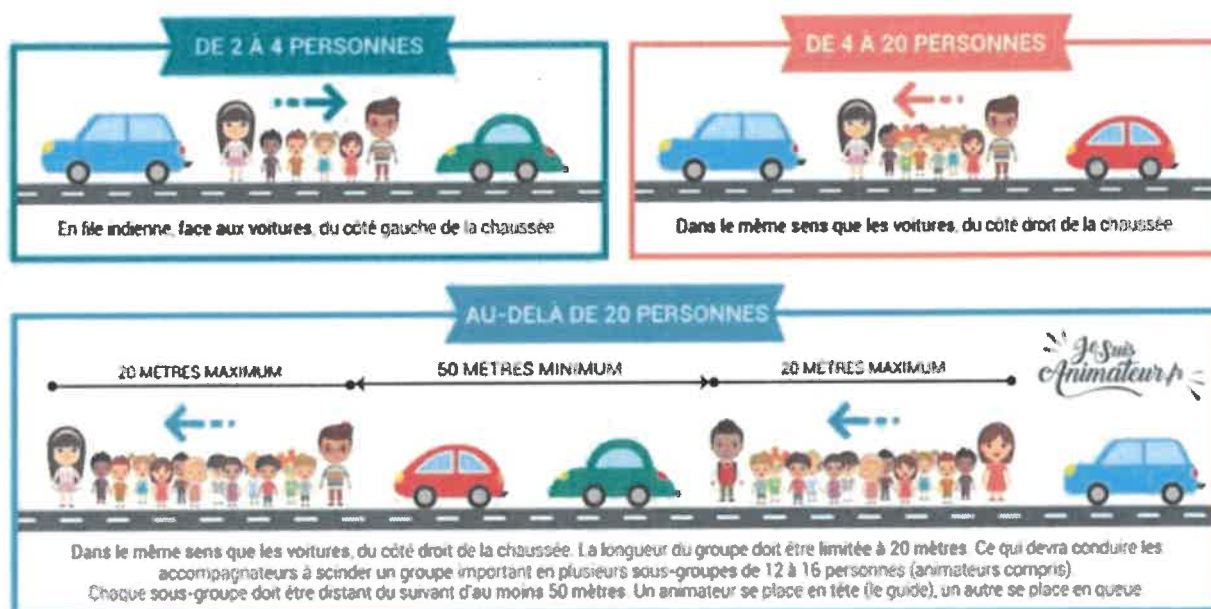 DE 2 À 4 PERSONNES
En file indienne, face aux voitures, du côté gauche de la chaussée
DE 4 À 20 PERSONNES
Dans le même sens que les voitures, du côté droit de la chaussée
AU-DELÀ DE 20 PERSONNES
20 MÈTRES MAXIMUM
50 MÈTRES MINIMUM
20 MÈTRES MAXIMUM
Je Suis
Animateur.fr
Dans le même sens que les voitures, du côté droit de la chaussée. La longueur du groupe doit être limitée à 20 mètres. Ce qui devra conduire les
accompagnateurs à scinder un groupe important en plusieurs sous-groupes de 12 à 16 personnes (animateurs compris).
Chaque sous-groupe doit être distant du suivant d'au moins 50 mètres. Un animateur se place en tête (le guide), un autre se place en queue